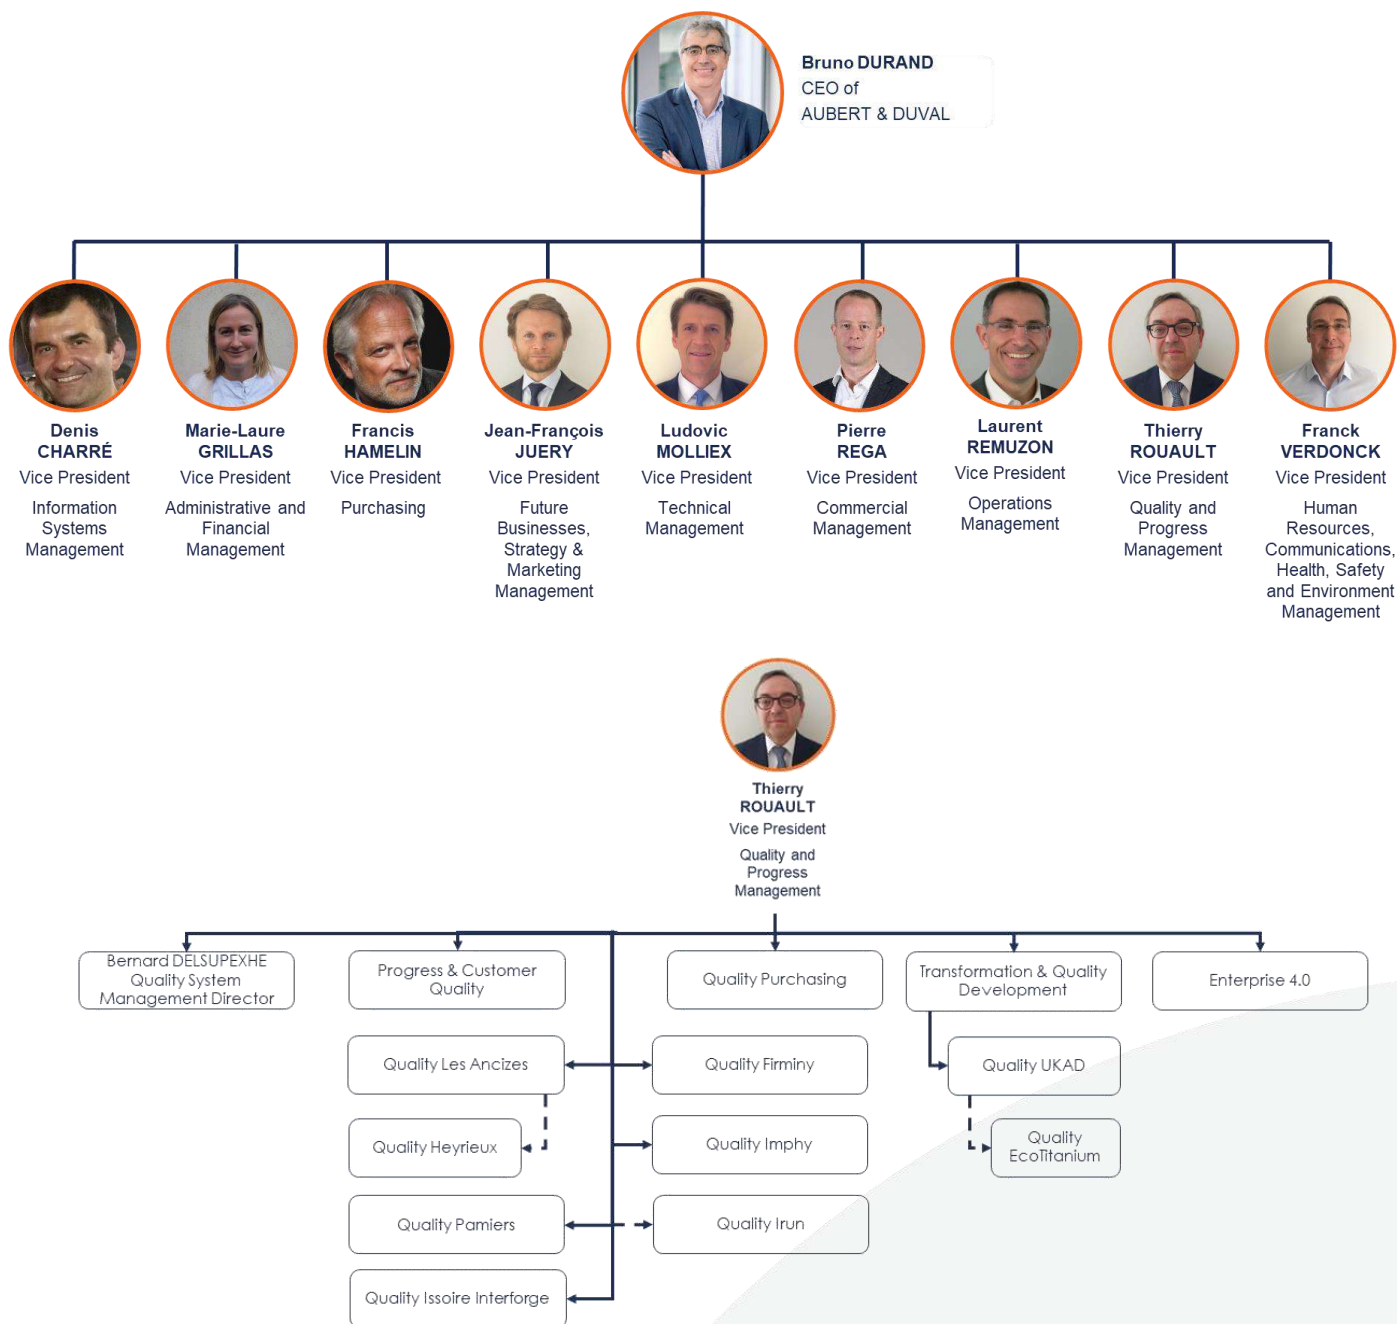 Bruno DURAND
CEO of
AUBERT & DUVAL
Denis
CHARRÉ
Vice President
Information
Systems
Management
Marie-Laure
GRILLAS
Vice President
Administrative and
Financial
Management
Francis
HAMELIN
Vice President
Purchasing
Jean-François
JUERY
Vice President
Future
Businesses,
Strategy &
Marketing
Management
Ludovic
MOLLIEX
Vice President
Technical
Management
Pierre
REGA
Vice President
Commercial
Management
Laurent
REMUZON
Vice President
Operations
Management
Thierry
ROUAULT
Vice President
Quality and
Progress
Management
Franck
VERDONCK
Vice President
Human
Resources,
Communications,
Health, Safety
and Environment
Management
Thierry
ROUAULT
Vice President
Quality and
Progress
Management
Bernard DELSUPEXHE
Quality System
Management Director
Progress & Customer
Quality
Quality Purchasing
Transformation & Quality
Development
Enterprise 4.0
Quality Les Ancizes
Quality Firminy
Quality UKAD
Quality Heyrieux
Quality Imphy
Quality
EcoTitanium
Quality Pamiers
Quality Irun
Quality Issoire Interforge